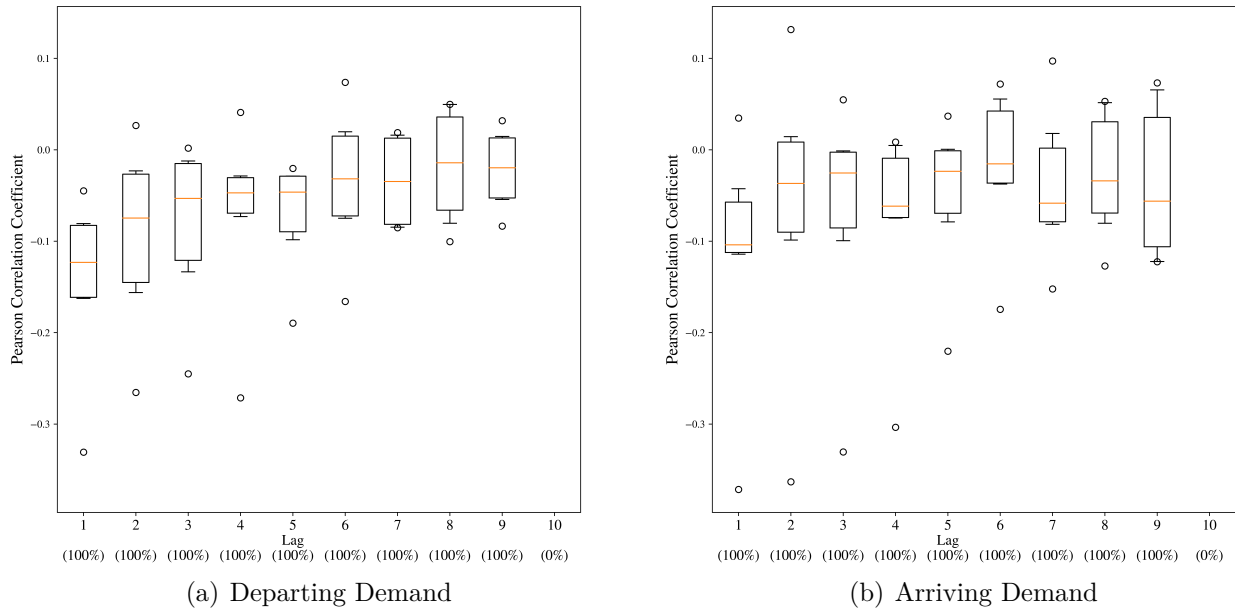 Pearson Correlation Coefficient
0.1
0.0
−0.1
−0.2
−0.3
1 2 3 4 5 6 7 8 9 10
Lag
(100%) (100%) (100%) (100%) (100%) (100%) (100%) (100%) (100%) (0%)
(a) Departing Demand
Pearson Correlation Coefficient
0.1
0.0
−0.1
−0.2
−0.3
1 2 3 4 5 6 7 8 9 10
Lag
(100%) (100%) (100%) (100%) (100%) (100%) (100%) (100%) (100%) (0%)
(b) Arriving Demand